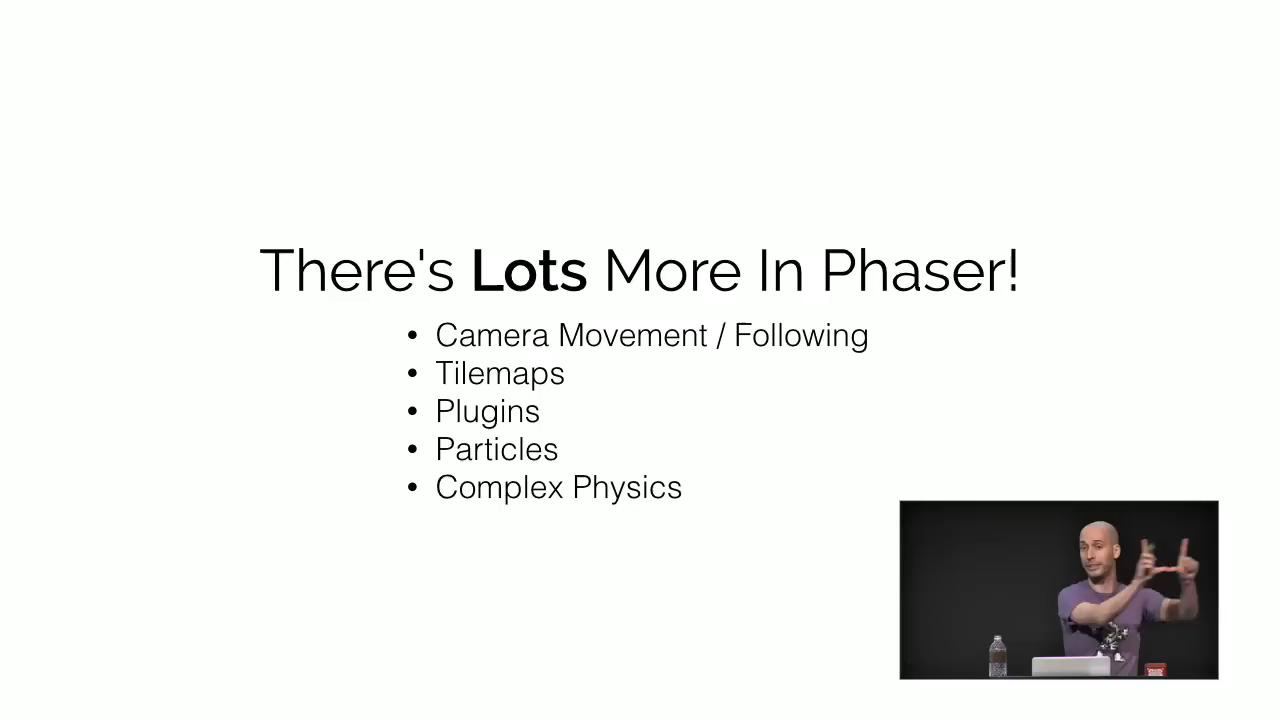 There's Lots More In Phaser!
• Camera Movement / Following
• Tilemaps
• Plugins
• Particles
• Complex Physics